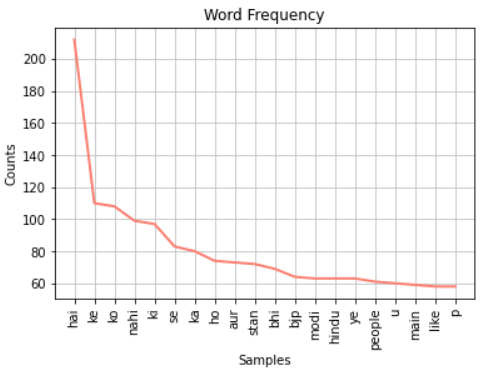 Word Frequency
Counts
200
180
160
140
120
100
80
60
hai ke ko nahi ki se ka ho aur stan bhi bjp modi hindu ye people u main like p
Samples